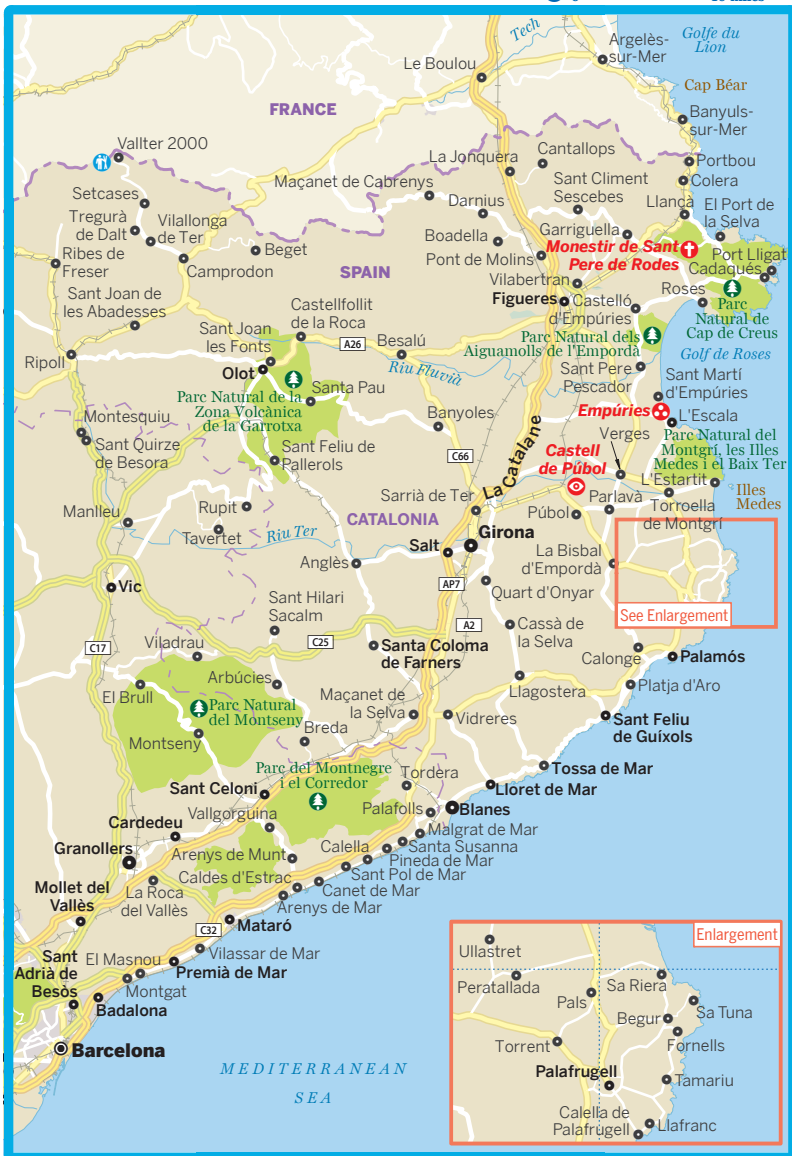 Tech
Argelès-
sur-Mer
Golfe du
Lion
Le Boulou
Cap Béar
FRANCE
Banyuls-
sur-Mer
Vallter 2000
La Jonquera
Cantallops
Portbou
Colera
Setcases
Maçanet de Cabrenys
Darnius
Sant Climent
Sescebes
Llançà
El Port de
la Selva
Tregurà
de Dalt
Vilallonga
de Ter
Beget
Boadella
Garriguella
Monestir de Sant
Pere de Rodes
Ribes de
Freser
Camprodon
SPAIN
Pont de Molins
Port Lligat
Cadaqués
Vilabertran
Sant Joan de
les Abadesses
Castellfollit
de la Roca
Figueres
Castelló
d'Empúries
Roses
Parc
Natural de
Cap de Creus
Sant Joan
les Fonts
A26
Besalú
Parc Natural dels
Aiguamolls de l'Empordà
Golf de Roses
Ripoll
Olot
Riu Fluvià
Sant Pere
Pescador
Sant Martí
d'Empúries
Santa Pau
Parc Natural de la
Zona Volcànica
de la Garrotxa
Montesquiu
Banyoles
Empúries
L'Escala
Sant Quirze
de Besora
Sant Feliu de
Pallerols
C66
La Catalane
Castell
de Púbol
Verges
Parc Natural del
Montgrí, les Illes
Medes i el Baix Ter
L'Estartit
Illes
Medes
Manlleu
Rupit
Sarrià de Ter
Parlavà
Torroella
de Montgrí
Tavertet
Riu Ter
CATALONIA
Girona
Púbol
Salt
La Bisbal
d'Empordà
Anglès
Vic
AP7
Quart d'Onyar
Sant Hilari
Sacalm
A2
See Enlargement
C17
Viladrau
C25
Santa Coloma
de Farners
Cassà de
la Selva
Calonge
Palamós
El Brull
Arbúcies
Maçanet de
la Selva
Llagostera
Platja d'Aro
Parc Natural
del Montseny
Vidreres
Sant Feliu
de Guíxols
Montseny
Breda
Parc del Montnegre
i el Corredor
Tordera
Tossa de Mar
Sant Celoni
Lloret de Mar
Vallgorguina
Palafolls
Blanes
Cardedeu
Malgrat de Mar
Granollers
Arenys de Munt
Calella
Santa Susanna
Pineda de Mar
Caldes d'Estrac
Sant Pol de Mar
Mollet del
Vallès
La Roca
del Vallès
Canet de Mar
Arenys de Mar
C32
Mataró
Sant
Adrià de
Besòs
El Masnou
Vilassar de Mar
Premià de Mar
Montgat
Badalona
Barcelona
MEDITERRANEAN
SEA
Enlargement
Ullastret
Peratallada
Sa Riera
Pals
Sa Tuna
Begur
Torrent
Fornells
Palafrugell
Tamariu
Calella de
Palafrugell
Llafranc